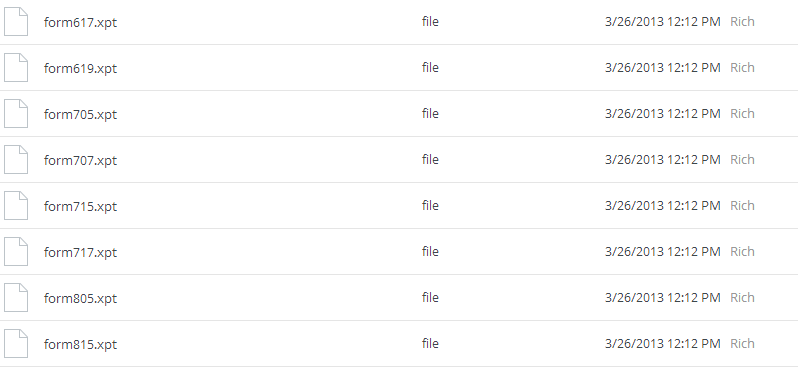 form617.xpt file 3/26/2013 12:12 PM Rich
form619.xpt file 3/26/2013 12:12 PM Rich
form705.xpt file 3/26/2013 12:12 PM Rich
form707.xpt file 3/26/2013 12:12 PM Rich
form715.xpt file 3/26/2013 12:12 PM Rich
form717.xpt file 3/26/2013 12:12 PM Rich
form805.xpt file 3/26/2013 12:12 PM Rich
form815.xpt file 3/26/2013 12:12 PM Rich